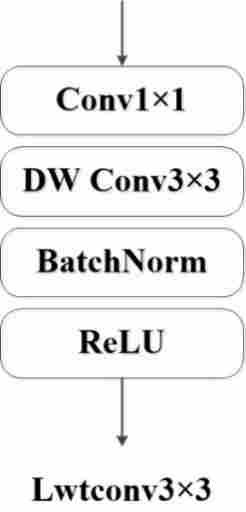 Conv1×1
DW Conv3×3
BatchNorm
ReLU
Lwtconv3×3